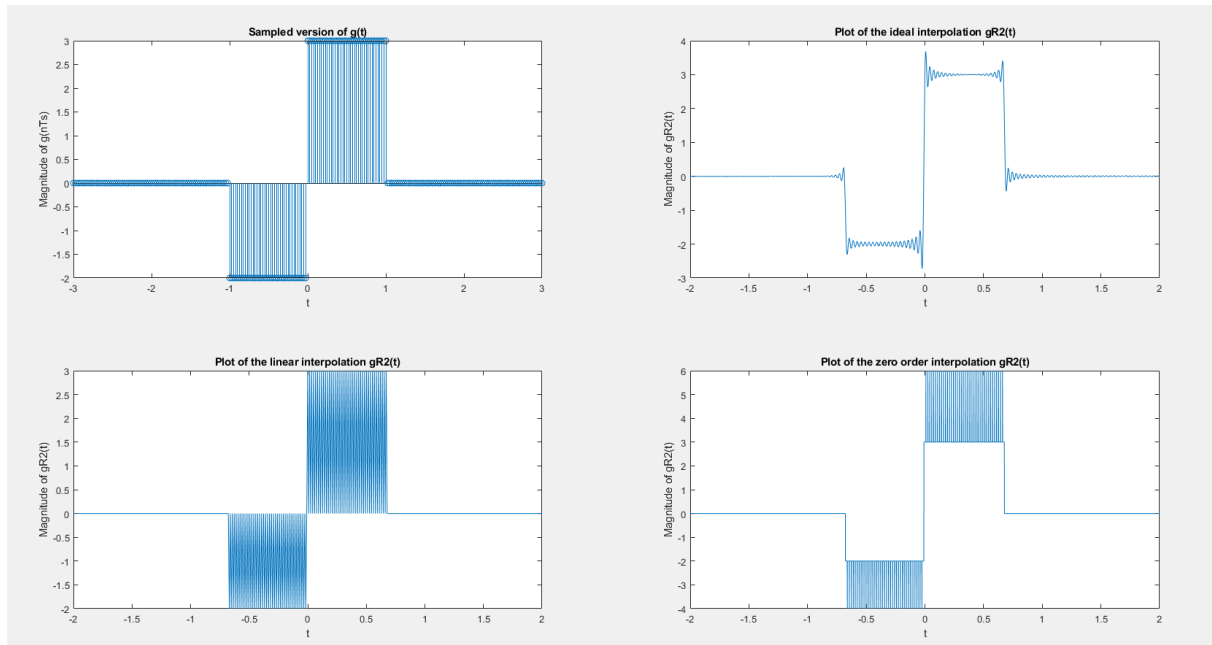 Sampled version of g(t)
Magnitude of g(nTs)
3
2.5
2
1.5
1
0.5
0
-0.5
-1
-1.5
-2
-3 -2 -1 0 1 2 3
t
Plot of the ideal interpolation gR2(t)
Magnitude of gR2(t)
4
3
2
1
0
-1
-2
-3
-2 -1.5 -1 -0.5 0 0.5 1 1.5 2
t
Plot of the linear interpolation gR2(t)
Magnitude of gR2(t)
3
2.5
2
1.5
1
0.5
0
-0.5
-1
-1.5
-2
-2 -1.5 -1 -0.5 0 0.5 1 1.5 2
t
Plot of the zero order interpolation gR2(t)
Magnitude of gR2(t)
6
5
4
3
2
1
0
-1
-2
-3
-4
-2 -1.5 -1 -0.5 0 0.5 1 1.5 2
t